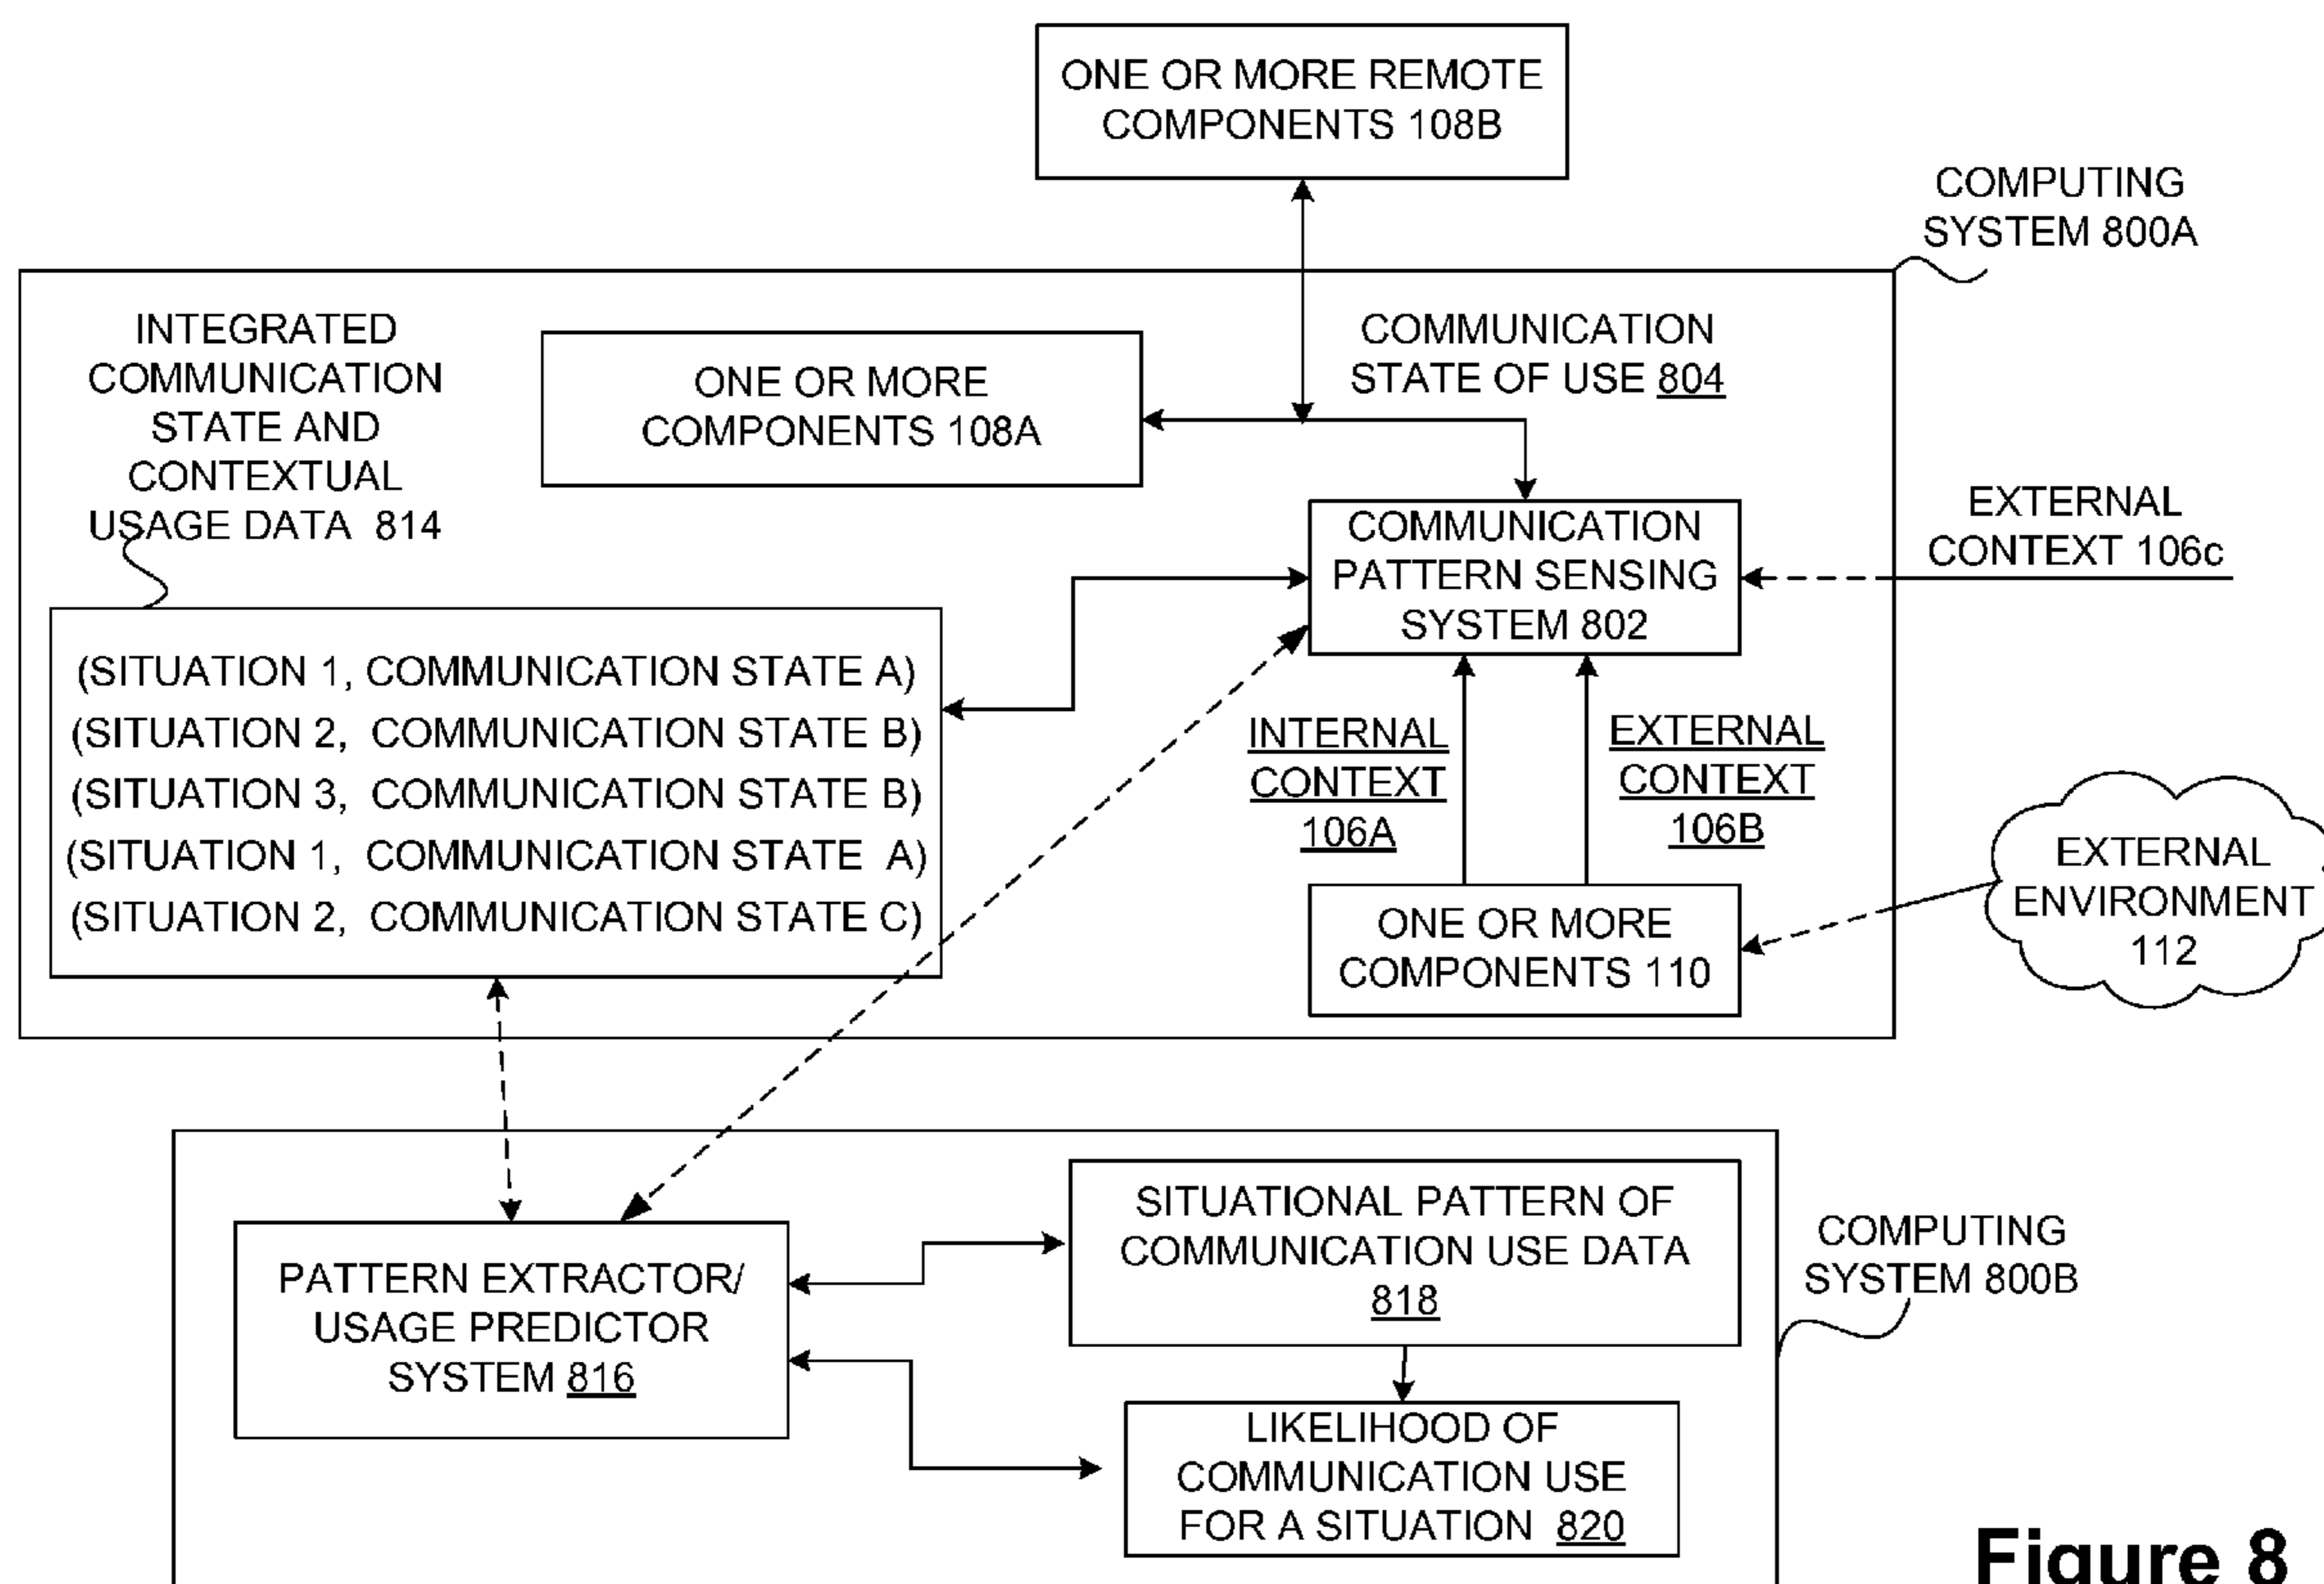 ONE OR MORE REMOTE
COMPONENTS 108B
COMPUTING
SYSTEM 800A
INTEGRATED
COMMUNICATION
STATE AND
CONTEXTUAL
USAGE DATA 814
ONE OR MORE
COMPONENTS 108A
COMMUNICATION
STATE OF USE 804
COMMUNICATION
PATTERN SENSING
SYSTEM 802
EXTERNAL
CONTEXT 106c
(SITUATION 1, COMMUNICATION STATE A)
(SITUATION 2, COMMUNICATION STATE B)
(SITUATION 3, COMMUNICATION STATE B)
(SITUATION 1, COMMUNICATION STATE A)
(SITUATION 2, COMMUNICATION STATE C)
INTERNAL
CONTEXT
106A
EXTERNAL
CONTEXT
106B
ONE OR MORE
COMPONENTS 110
EXTERNAL
ENVIRONMENT
112
PATTERN EXTRACTOR/
USAGE PREDICTOR
SYSTEM 816
SITUATIONAL PATTERN OF
COMMUNICATION USE DATA
818
COMPUTING
SYSTEM 800B
LIKELIHOOD OF
COMMUNICATION USE
FOR A SITUATION 820
Figure 8